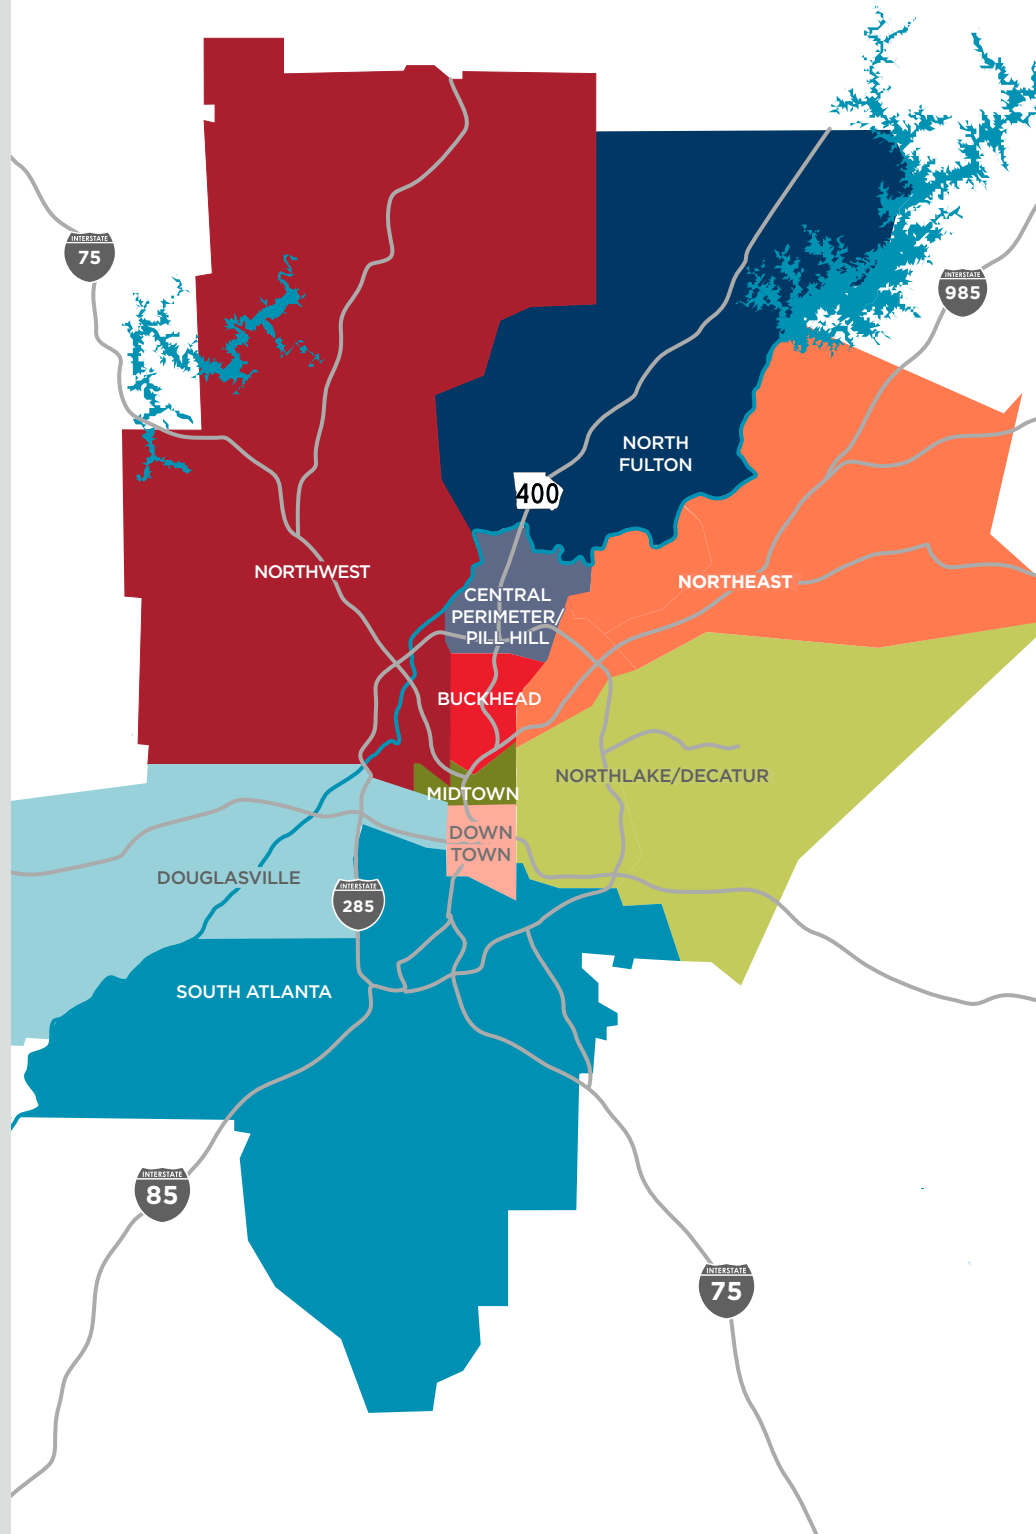 INTERSTATE
75
INTERSTATE
985
NORTH
FULTON
400
NORTHWEST
NORTHEAST
CENTRAL
PERIMETER/
PILL HILL
BUCKHEAD
NORTHLAKE/DECATUR
MIDTOWN
DOWN
TOWN
DOUGLASVILLE
INTERSTATE
285
SOUTH ATLANTA
INTERSTATE
85
INTERSTATE
75